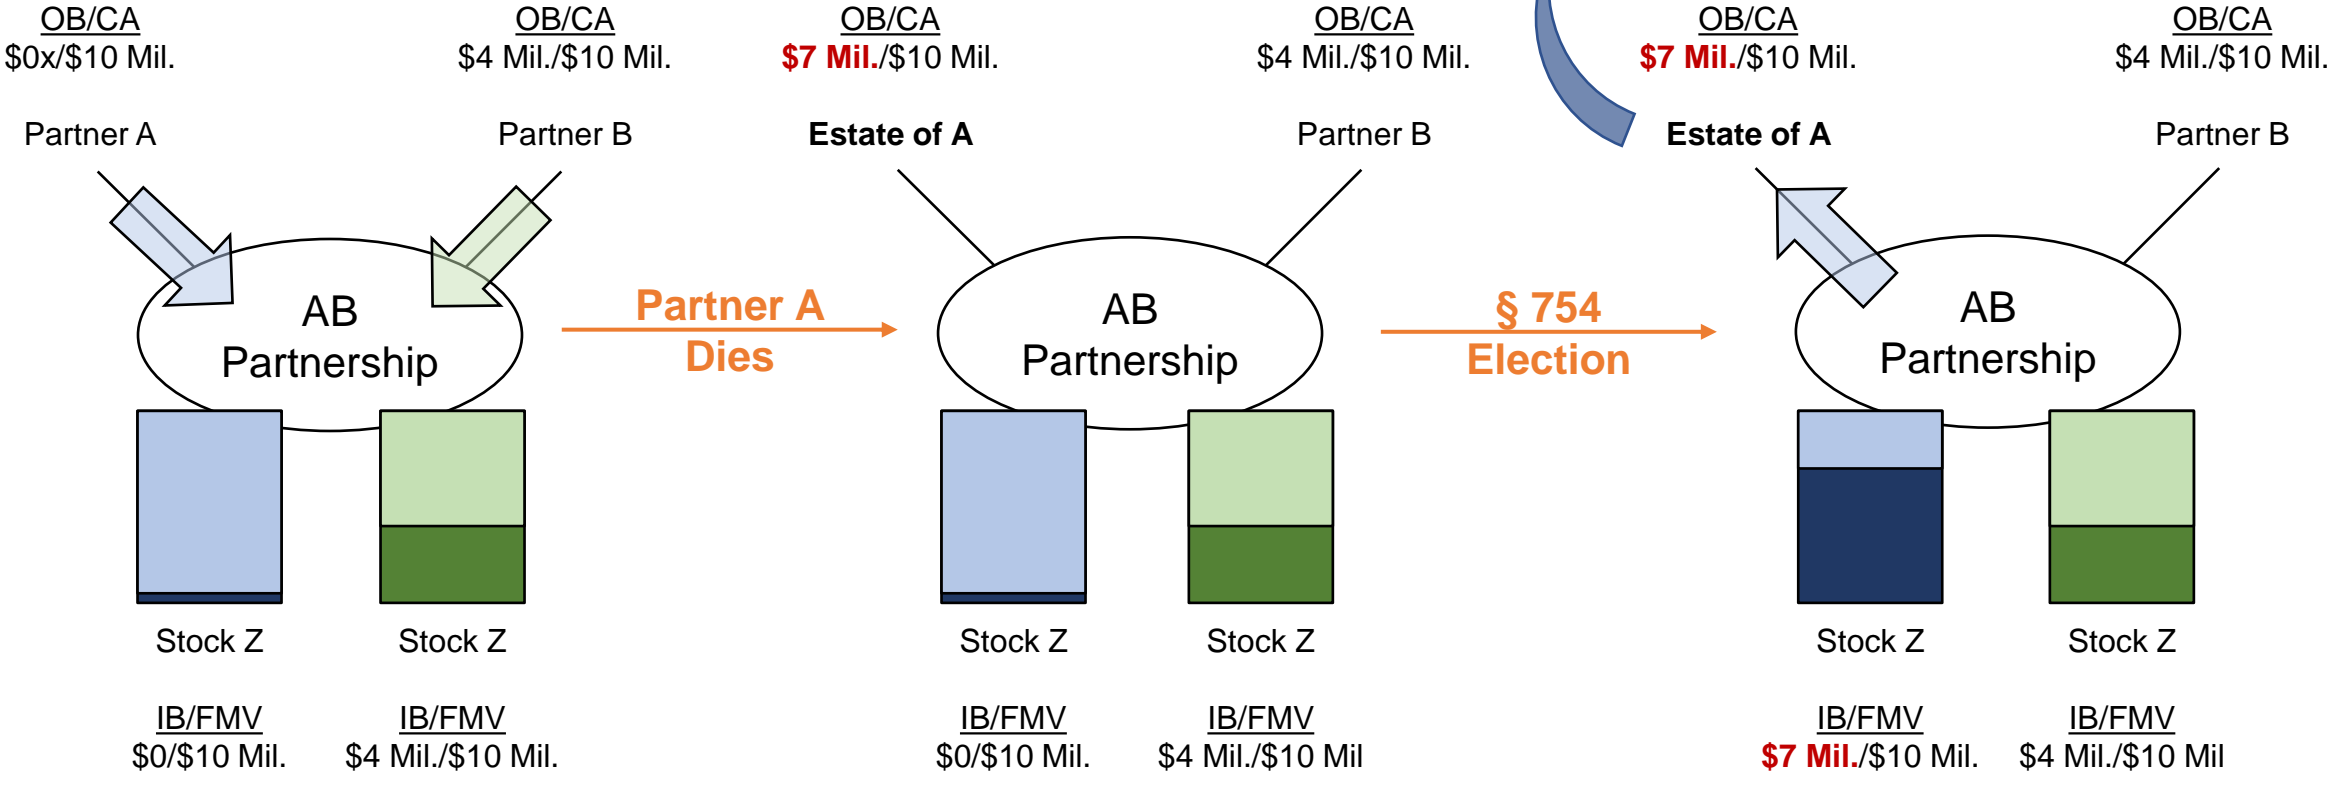 OB/CA
$0x/$10 Mil.
OB/CA
$4 Mil./$10 Mil.
Partner A
Partner B
AB
Partnership
Stock Z
Stock Z
IB/FMV
$0/$10 Mil.
IB/FMV
$4 Mil./$10 Mil.
Partner A
Dies
OB/CA
$7 Mil./$10 Mil.
OB/CA
$4 Mil./$10 Mil.
Estate of A
Partner B
AB
Partnership
Stock Z
Stock Z
IB/FMV
$0/$10 Mil.
IB/FMV
$4 Mil./$10 Mil
§ 754
Election
OB/CA
$7 Mil./$10 Mil.
OB/CA
$4 Mil./$10 Mil.
Estate of A
Partner B
AB
Partnership
Stock Z
Stock Z
IB/FMV
$7 Mil./$10 Mil.
IB/FMV
$4 Mil./$10 Mil